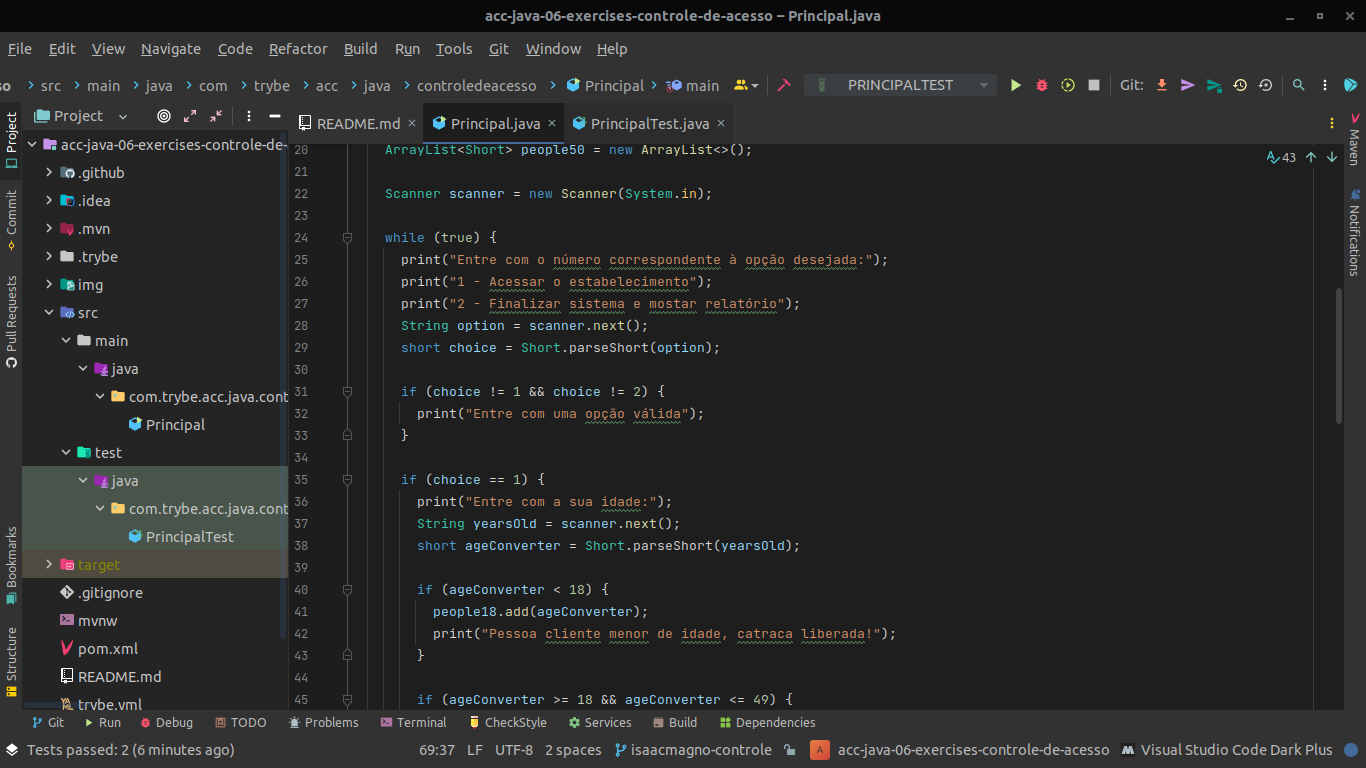 acc-java-06-exercises-controle-de-acesso – Principal.java
File Edit View Navigate Code Refactor Build Run Tools Git Window Help
so src main java com trybe acc java controledeacesso Principal main PRINCIPALTEST Git:
Project
README.md
Principal.java
PrincipalTest.java
Project
Commit
Pull Requests
Bookmarks
Structure
acc-java-06-exercises-controle-de-
.github
.idea
.mvn
.trybe
img
src
main
java
com.trybe.acc.java.cont
Principal
test
java
com.trybe.acc.java.cont
PrincipalTest
target
.gitignore
mvnw
pom.xml
README.md
trybe.yml
20 ArrayList<Short> people50 = new ArrayList<>();
21
22 Scanner scanner = new Scanner(System.in);
23
24 while (true) {
25 print("Entre com o número correspondente à opção desejada:");
26 print("1 - Acessar o estabelecimento");
27 print("2 - Finalizar sistema e mostar relatório");
28 String option = scanner.next();
29 short choice = Short.parseShort(option);
30
31 if (choice != 1 && choice != 2) {
32 print("Entre com uma opção válida");
33 }
34
35 if (choice == 1) {
36 print("Entre com a sua idade:");
37 String yearsOld = scanner.next();
38 short ageConverter = Short.parseShort(yearsOld);
39
40 if (ageConverter < 18) {
41 people18.add(ageConverter);
42 print("Pessoa cliente menor de idade, catraca liberada!");
43 }
44
45 if (ageConverter >= 18 && ageConverter <= 49) {
43
Maven
Notifications
Git Run Debug TODO Problems Terminal CheckStyle Services Build Dependencies
Tests passed: 2 (6 minutes ago) 69:37 LF UTF-8 2 spaces isaacmagno-controle A acc-java-06-exercises-controle-de-acesso Visual Studio Code Dark Plus